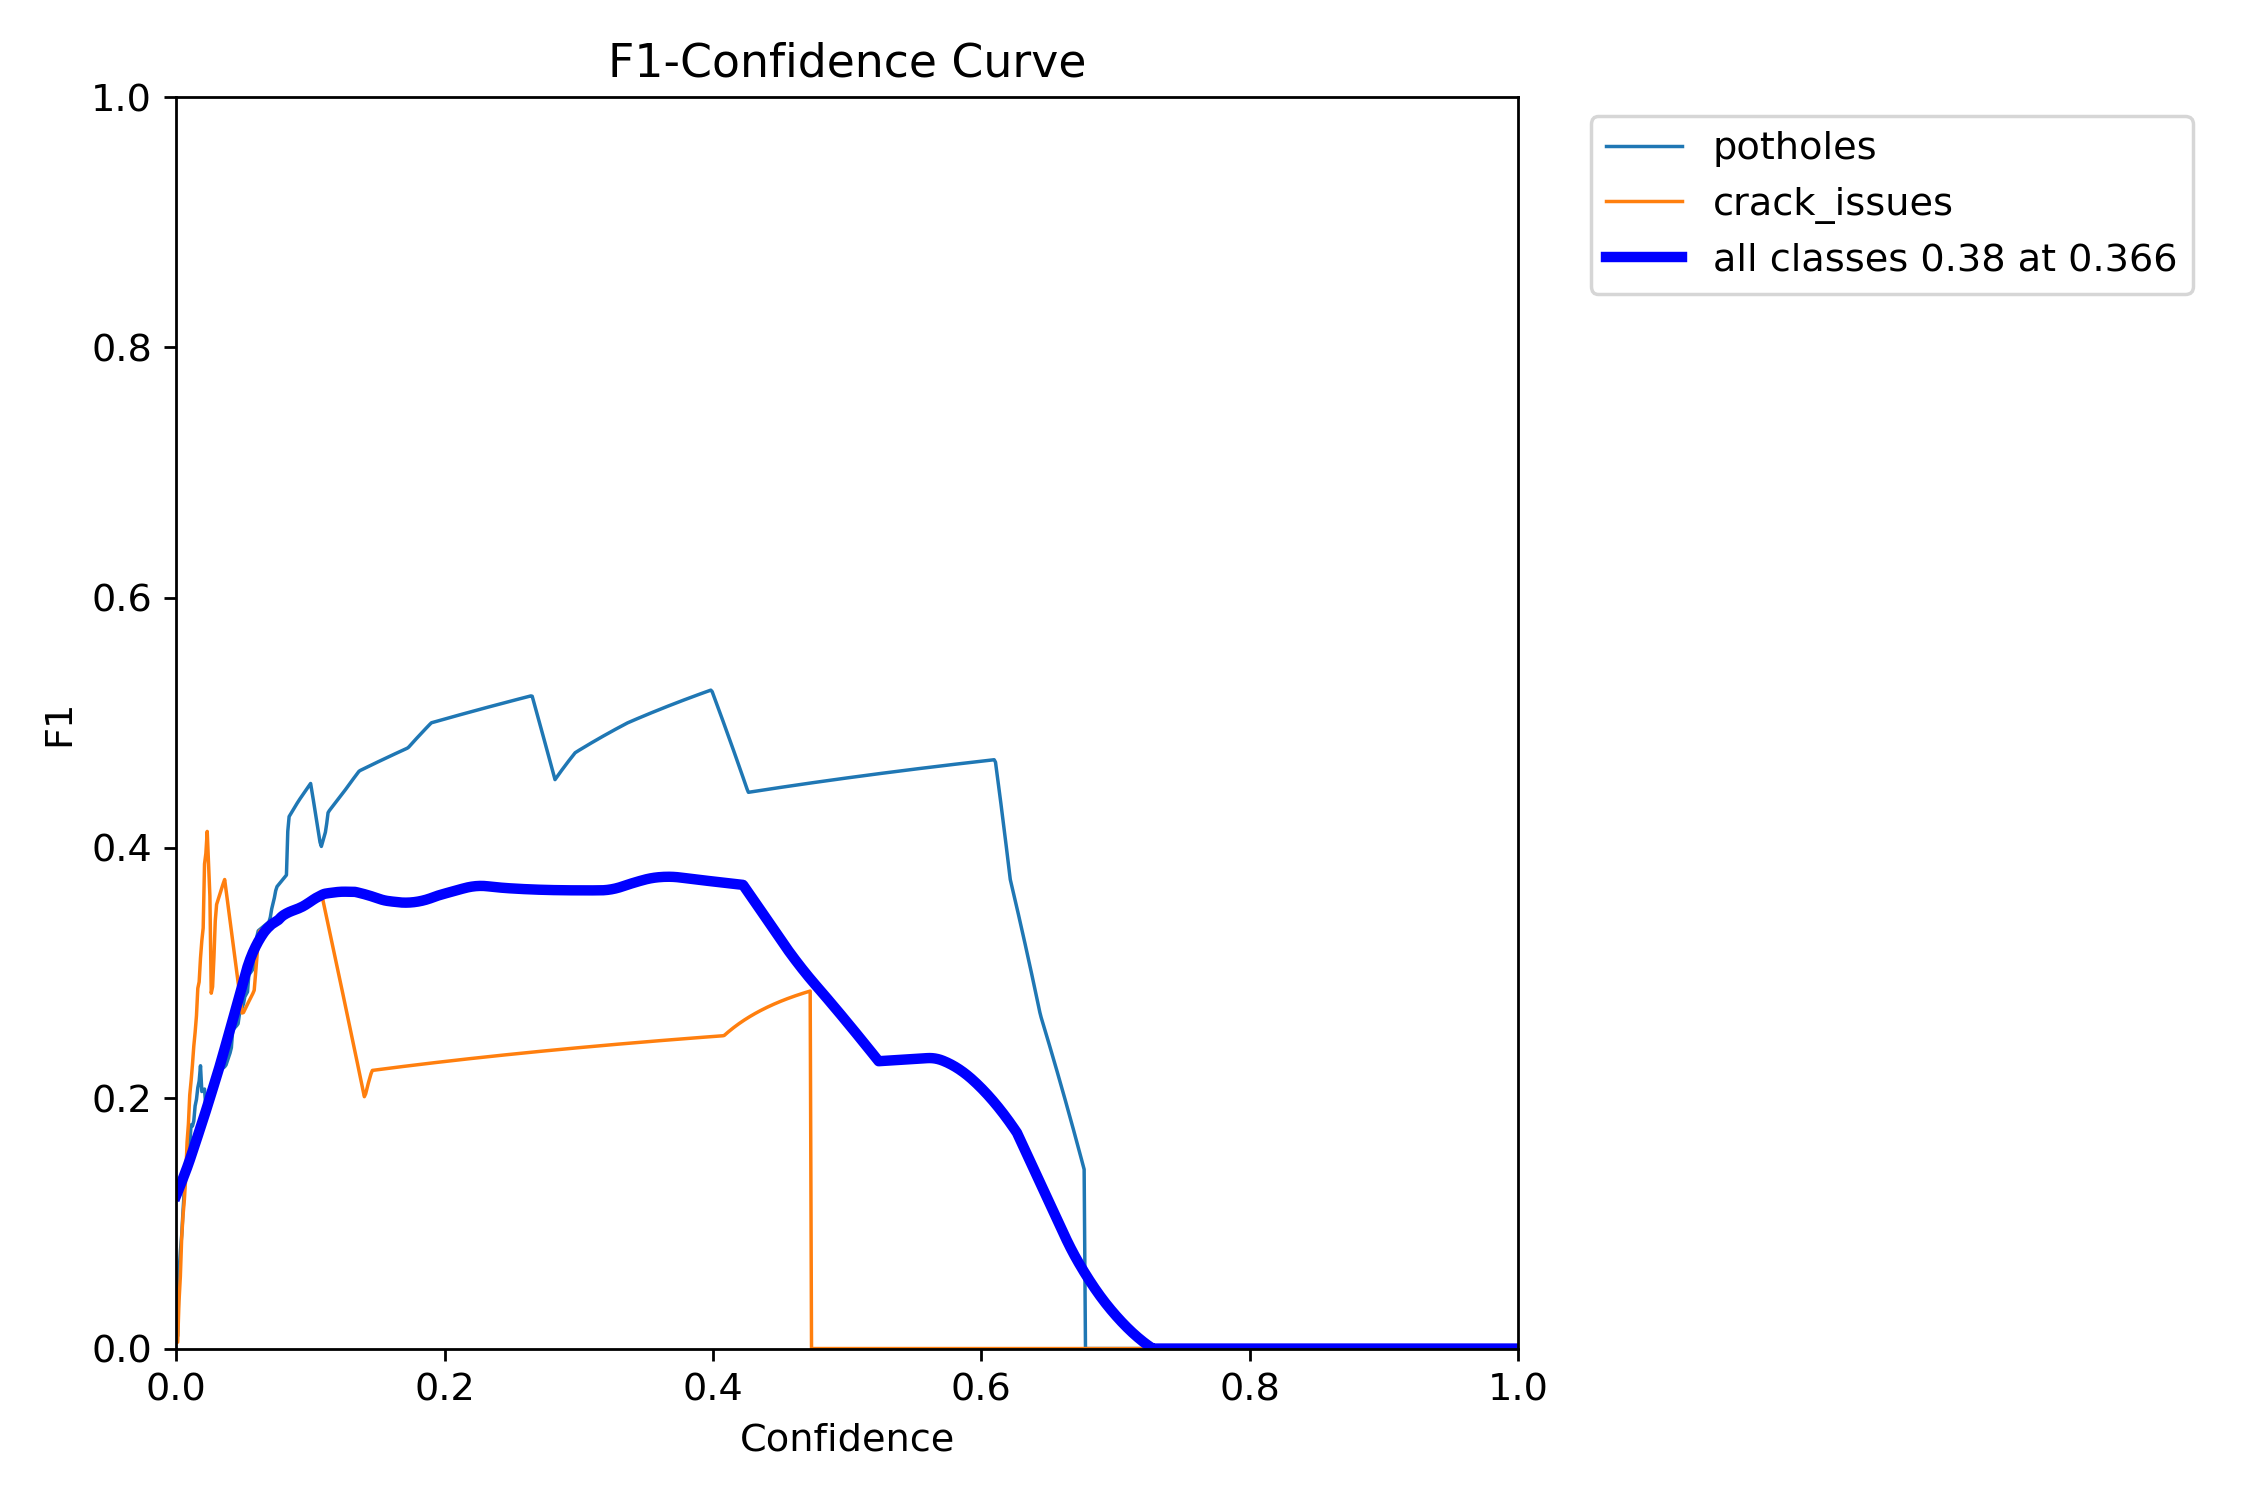 F1-Confidence Curve
1.0
0.8
0.6
0.4
0.2
0.0
F1
0.0 0.2 0.4 0.6 0.8 1.0
Confidence
potholes
crack_issues
all classes 0.38 at 0.366